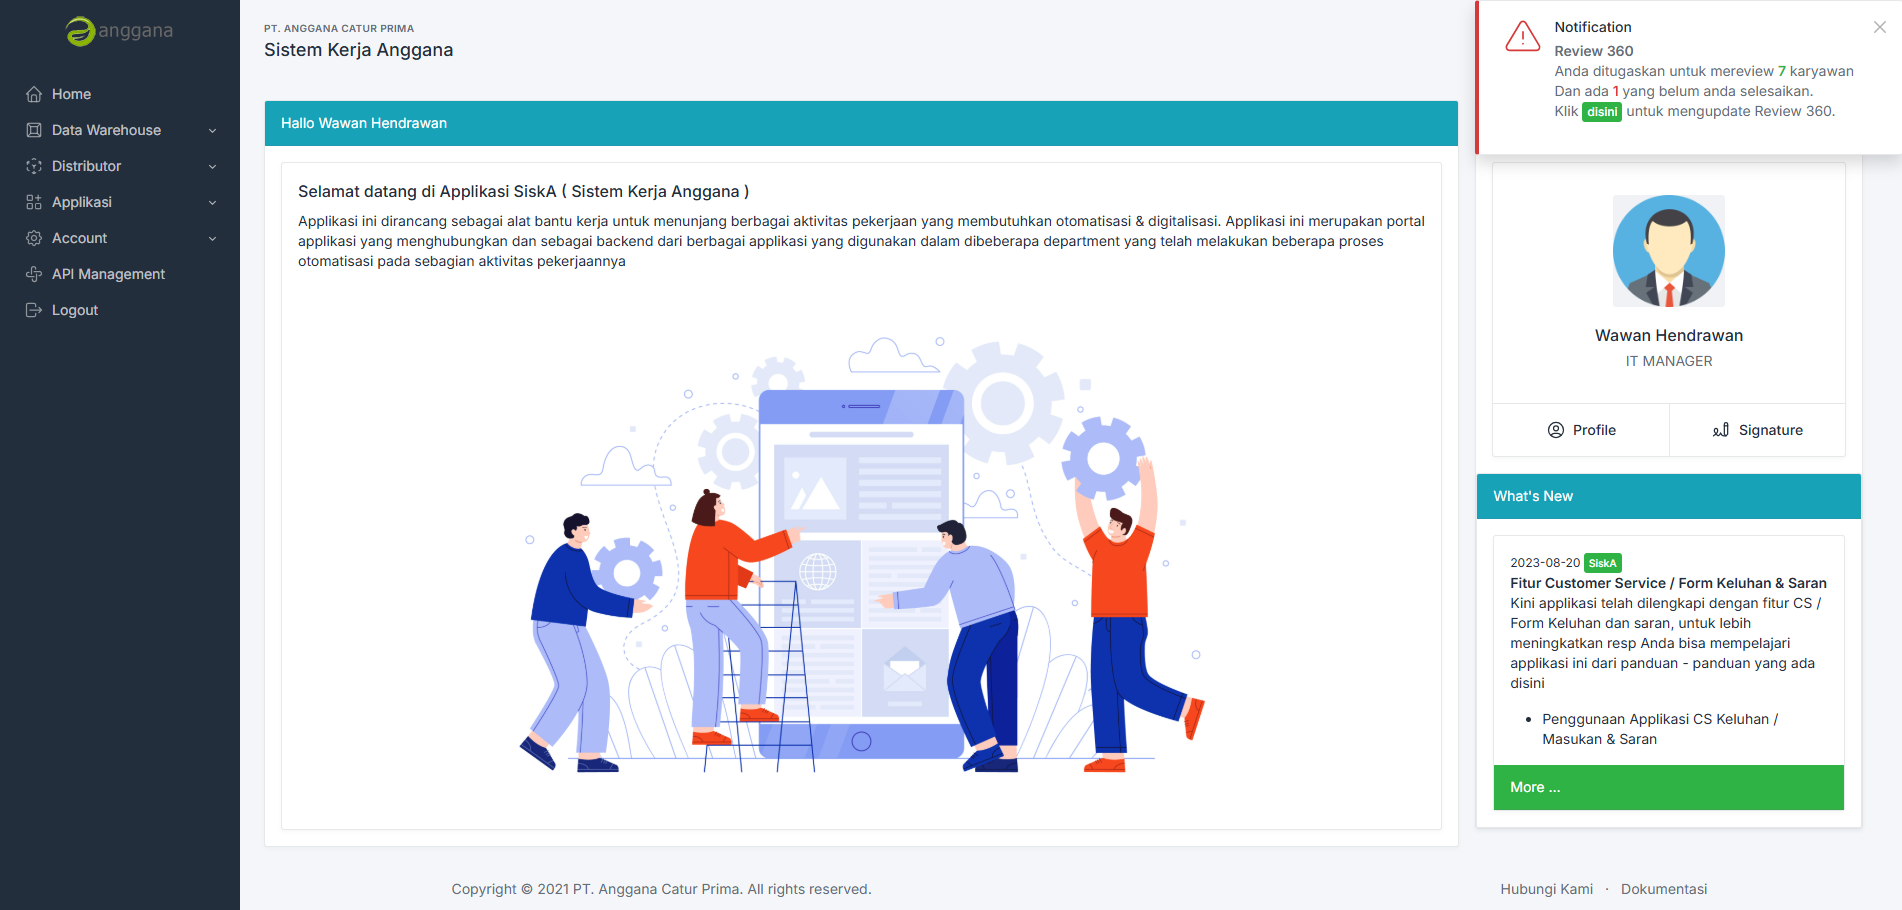 anggana
Home
Data Warehouse
Distributor
Applikasi
Account
API Management
Logout
PT. ANGGANA CATUR PRIMA
Sistem Kerja Anggana
Hallo Wawan Hendrawan
Selamat datang di Applikasi SiskA ( Sistem Kerja Anggana )
Applikasi ini dirancang sebagai alat bantu kerja untuk menunjang berbagai aktivitas pekerjaan yang membutuhkan otomatisasi & digitalisasi. Applikasi ini merupakan portal
applikasi yang menghubungkan dan sebagai backend dari berbagai applikasi yang digunakan dalam dibeberapa department yang telah melakukan beberapa proses
otomatisasi pada sebagian aktivitas pekerjaannya
Notification
Review 360
Anda ditugaskan untuk mereview 7 karyawan
Dan ada 1 yang belum anda selesaikan.
Klik disini untuk mengupdate Review 360.
Wawan Hendrawan
IT MANAGER
Profile
Signature
What's New
2023-08-20 SiskA
Fitur Customer Service / Form Keluhan & Saran
Kini applikasi telah dilengkapi dengan fitur CS /
Form Keluhan dan saran, untuk lebih
meningkatkan resp Anda bisa mempelajari
applikasi ini dari panduan - panduan yang ada
disini
• Penggunaan Applikasi CS Keluhan /
Masukan & Saran
More ...
Copyright © 2021 PT. Anggana Catur Prima. All rights reserved.
Hubungi Kami · Dokumentasi